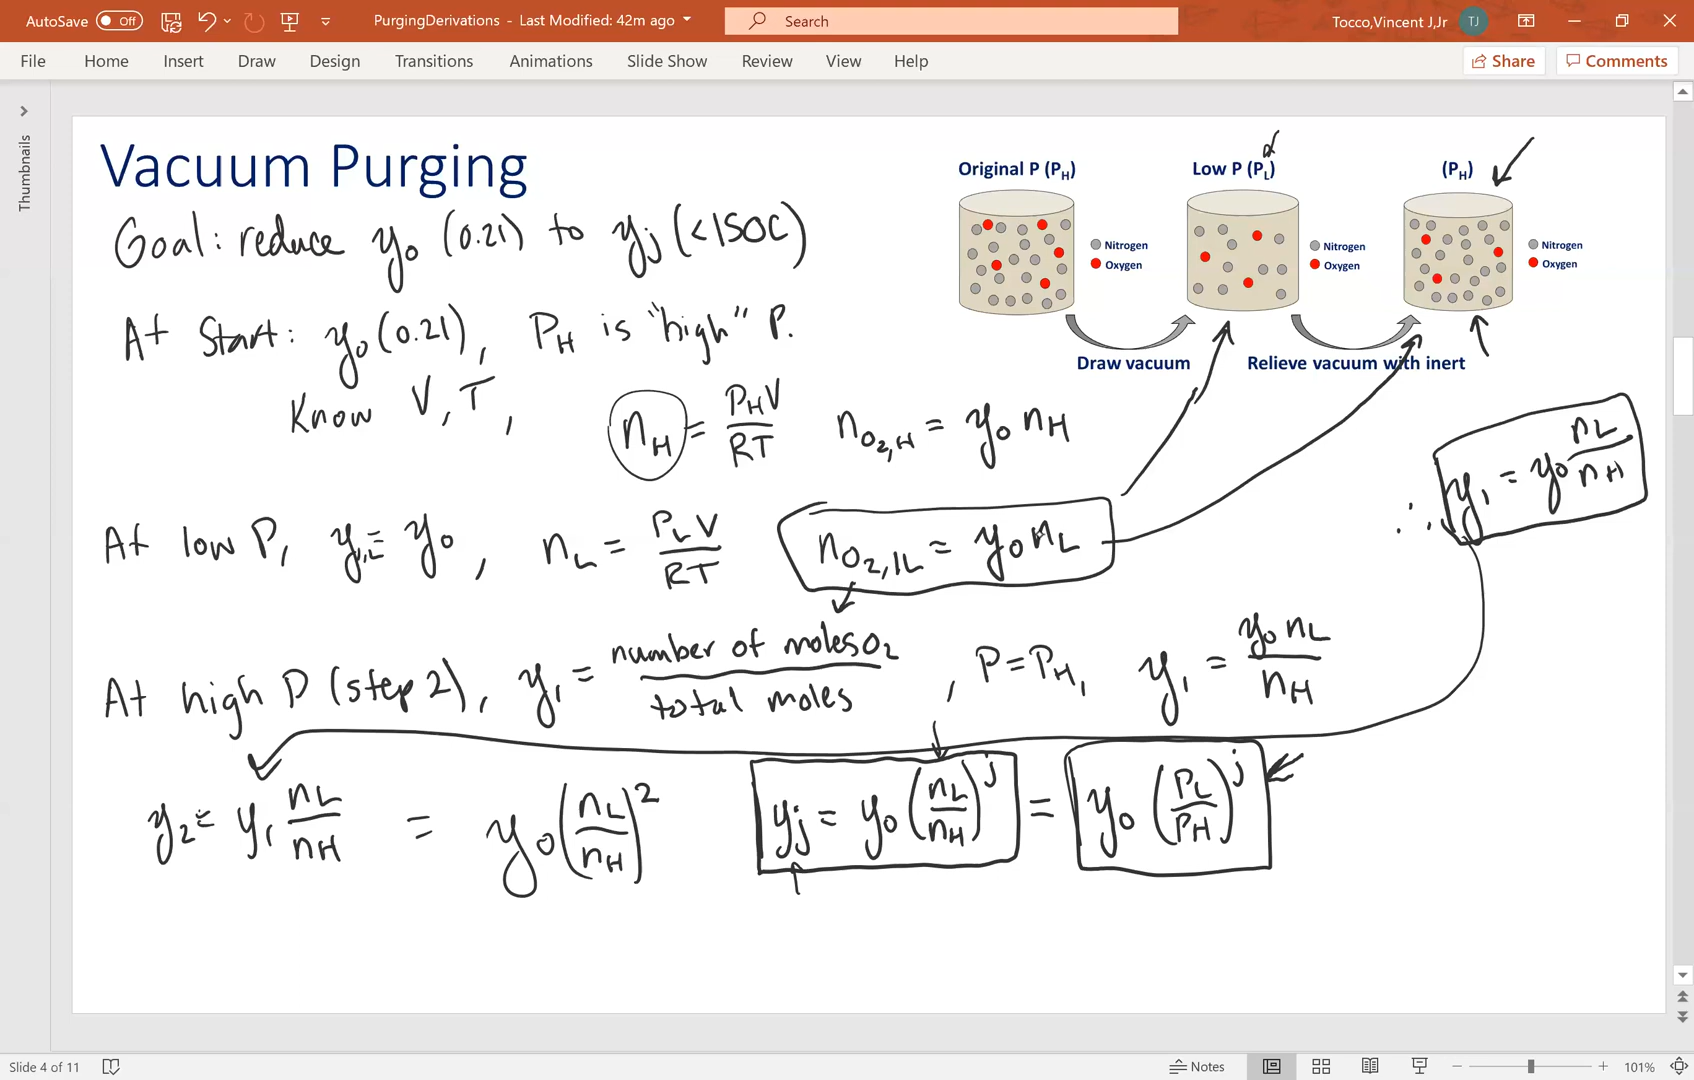 AutoSave Off PurgingDerivations - Last Modified: 42m ago Search Tocco,Vincent J,Jr TJ
File Home Insert Draw Design Transitions Animations Slide Show Review View Help Share Comments
Thumbnails
Vacuum Purging
Original P (PH) Low P (PL) (PH)
Nitrogen
Oxygen
Nitrogen
Oxygen
Nitrogen
Oxygen
Draw vacuum Relieve vacuum with inert
Goal: reduce y₀ (0.21) to yj (<ISOC)
At Start: y₀ (0.21), PH is "high" P.
Know V, T, nH = PHV/RT nO₂,H = y₀ nH
∴ y₁ = y₀ nL/nH
At low P, y₁,L = y₀, nL = PLV/RT nO₂,1L = y₀nL
At high P (step 2), y₁ = number of moles O₂ / total moles, P = PH, y₁ = y₀ nL/nH
y₂ = y₁ nL/nH = y₀ (nL/nH)² yj = y₀ (nL/nH)^j = y₀ (PL/PH)^j
Slide 4 of 11 Notes 101%